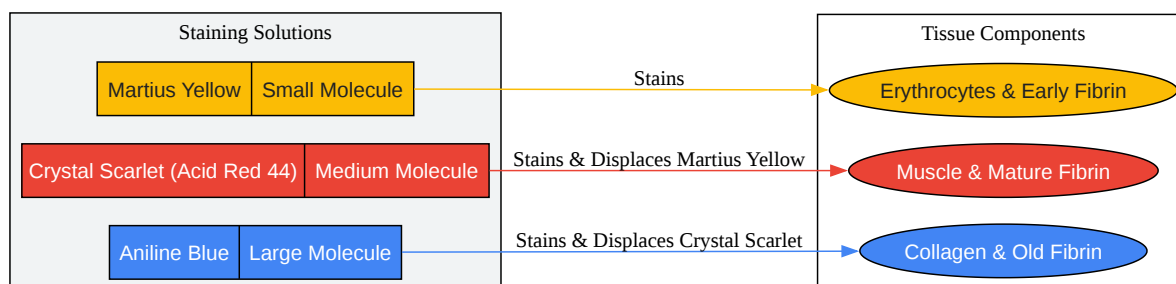 Staining Solutions
Tissue Components
Martius Yellow Small Molecule
Stains
Erythrocytes & Early Fibrin
Crystal Scarlet (Acid Red 44) Medium Molecule
Stains & Displaces Martius Yellow
Muscle & Mature Fibrin
Aniline Blue Large Molecule
Stains & Displaces Crystal Scarlet
Collagen & Old Fibrin